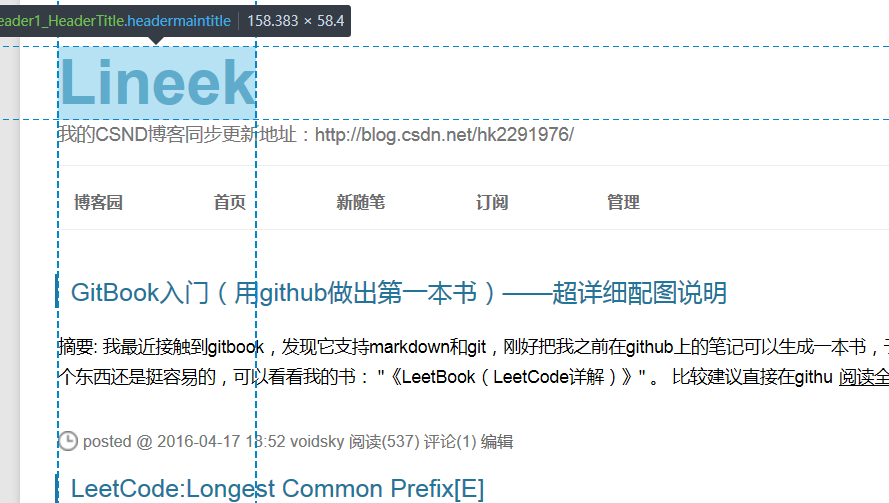 eader1_HeaderTitle.headermaintitle 158.383 × 58.4
Lineek
我的CSND博客同步更新地址：http://blog.csdn.net/hk2291976/
博客园 首页 新随笔 订阅 管理
GitBook入门（用github做出第一本书）——超详细配图说明
摘要: 我最近接触到gitbook，发现它支持markdown和git，刚好把我之前在github上的笔记可以生成一本书，
个东西还是挺容易的，可以看看我的书： "《LeetBook（LeetCode详解）》" 。 比较建议直接在githu 阅读全
posted @ 2016-04-17 13:52 voidsky 阅读(537) 评论(1) 编辑
LeetCode:Longest Common Prefix[E]